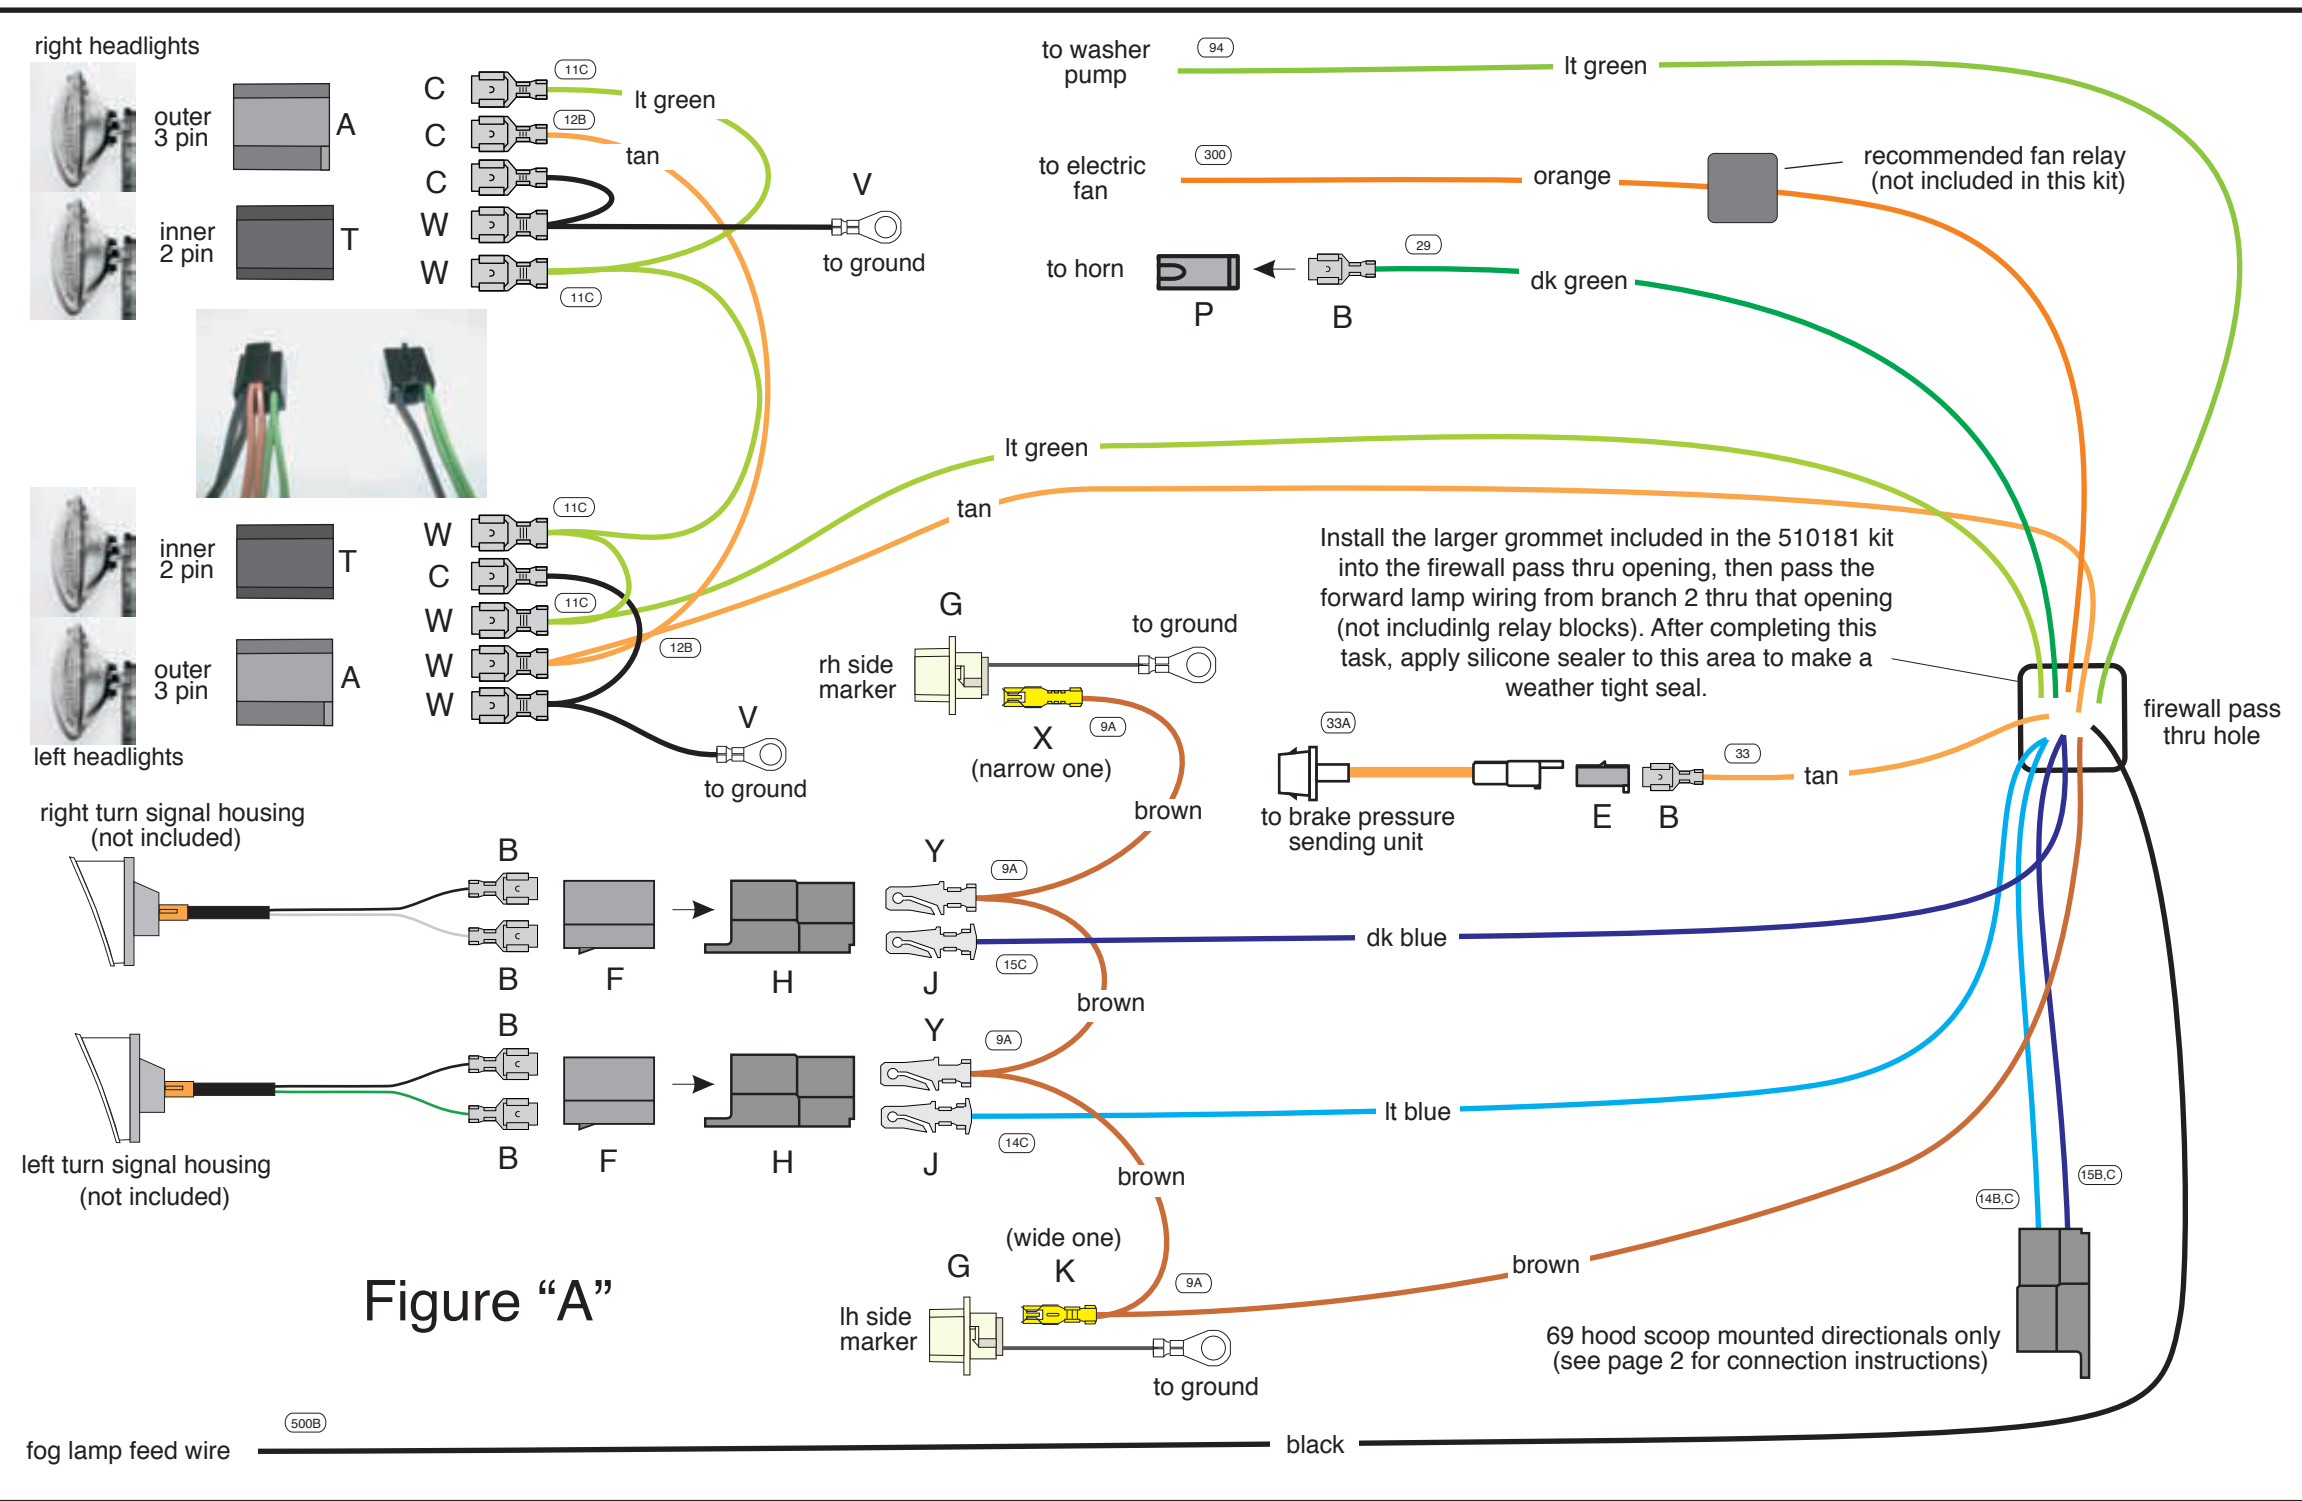 right headlights
outer
3 pin
A
inner
2 pin
T
C
11C
lt green
C
12B
tan
C
W
W
11C
V
to ground
to washer
pump
94
lt green
to electric
fan
300
orange
recommended fan relay
(not included in this kit)
to horn
P
B
29
dk green
lt green
tan
inner
2 pin
T
outer
3 pin
A
left headlights
W
11C
C
W
11C
W
12B
W
V
to ground
Install the larger grommet included in the 510181 kit
into the firewall pass thru opening, then pass the
forward lamp wiring from branch 2 thru that opening
(not includinlg relay blocks). After completing this
task, apply silicone sealer to this area to make a
weather tight seal.
firewall pass
thru hole
G
rh side
marker
to ground
X
(narrow one)
9A
brown
33A
to brake pressure
sending unit
E
B
33
tan
right turn signal housing
(not included)
B
B
F
H
Y
9A
J
15C
dk blue
brown
left turn signal housing
(not included)
B
B
F
H
Y
9A
J
14C
lt blue
brown
(wide one)
K
G
lh side
marker
9A
to ground
brown
14B,C
15B,C
69 hood scoop mounted directionals only
(see page 2 for connection instructions)
Figure “A”
fog lamp feed wire
500B
black